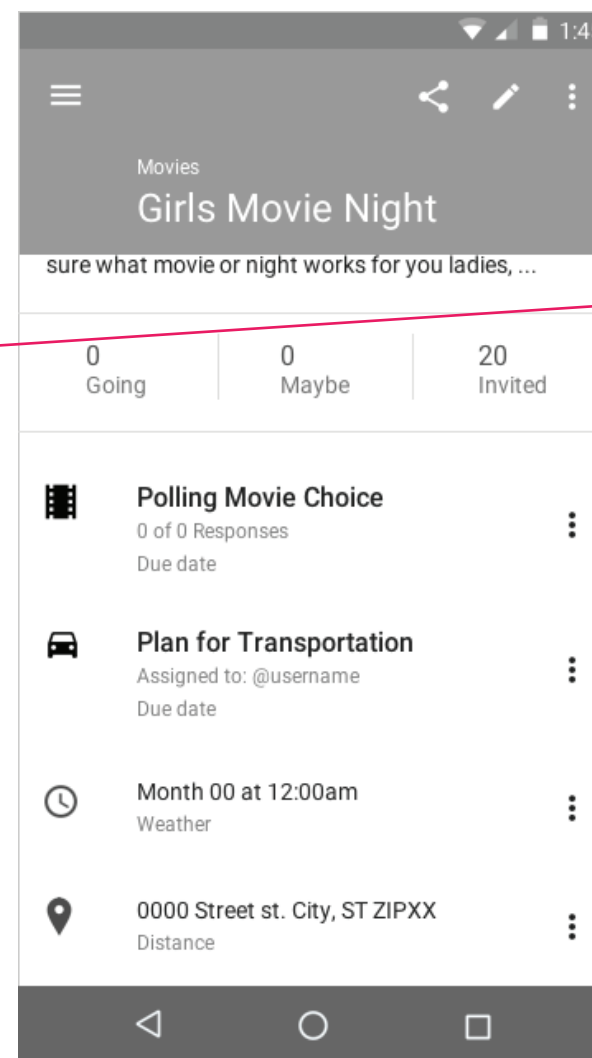 1:4
Movies
Girls Movie Night
sure what movie or night works for you ladies, ...
0
Going
0
Maybe
20
Invited
Polling Movie Choice
0 of 0 Responses
Due date
Plan for Transportation
Assigned to: @username
Due date
Month 00 at 12:00am
Weather
0000 Street st. City, ST ZIPXX
Distance